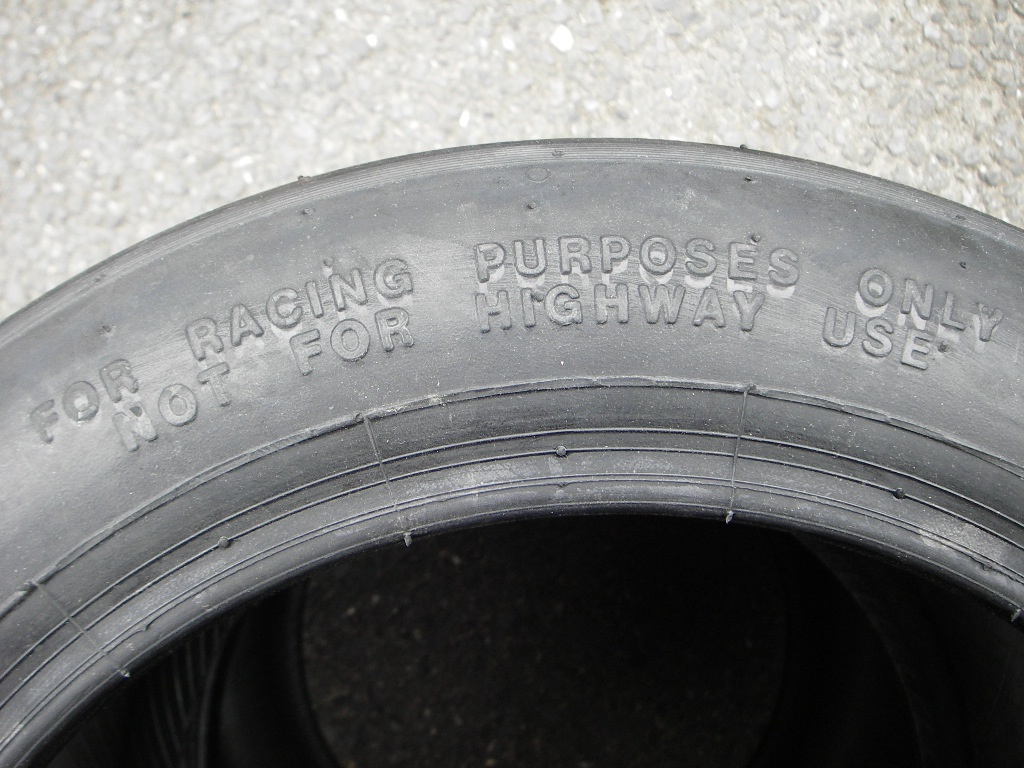 FOR RACING PURPOSES ONLY
NOT FOR HIGHWAY USE